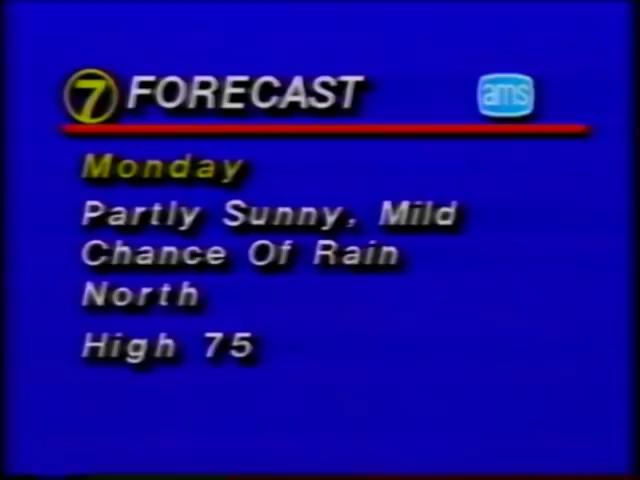 7 FORECAST ams
Monday
Partly Sunny, Mild
Chance Of Rain
North
High 75